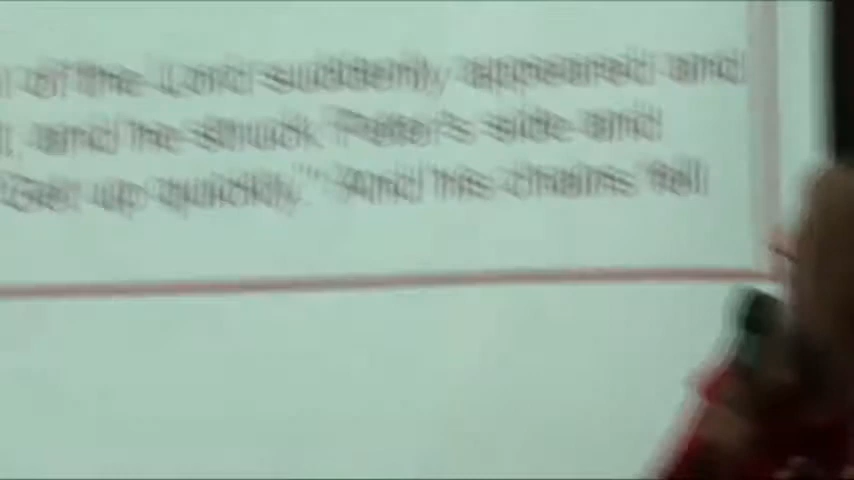 of the Lord suddenly appeared and
and he struck Peter's side and
"Get up quickly." And his chains fell